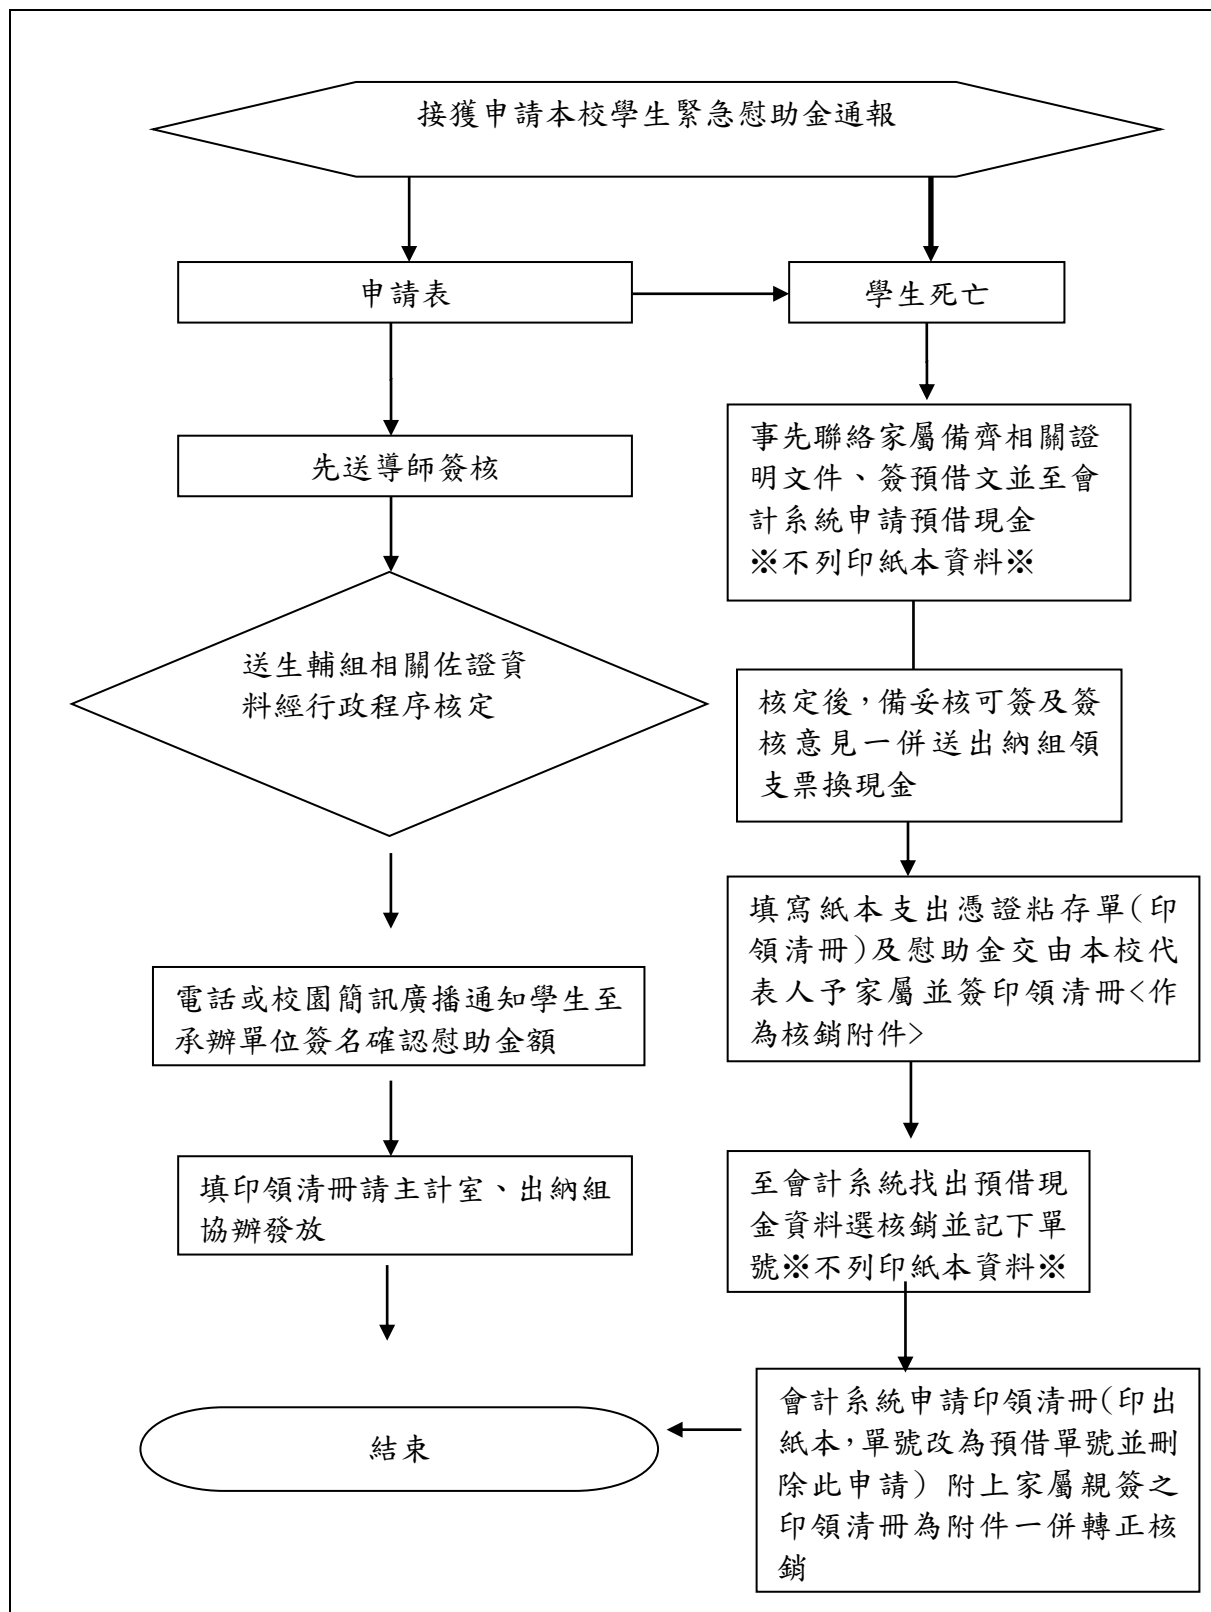 接獲申請本校學生緊急慰助金通報
申請表
學生死亡
先送導師簽核
事先聯絡家屬備齊相關證
明文件、簽預借文並至會
計系統申請預借現金
※不列印紙本資料※
送生輔組相關佐證資
料經行政程序核定
核定後，備妥核可簽及簽
核意見一併送出納組領
支票換現金
填寫紙本支出憑證粘存單(印
領清冊)及慰助金交由本校代
表人予家屬並簽印領清冊<作
為核銷附件>
電話或校園簡訊廣播通知學生至
承辦單位簽名確認慰助金額
填印領清冊請主計室、出納組
協辦發放
至會計系統找出預借現
金資料選核銷並記下單
號※不列印紙本資料※
結束
會計系統申請印領清冊(印出
紙本，單號改為預借單號並刪
除此申請) 附上家屬親簽之
印領清冊為附件一併轉正核
銷